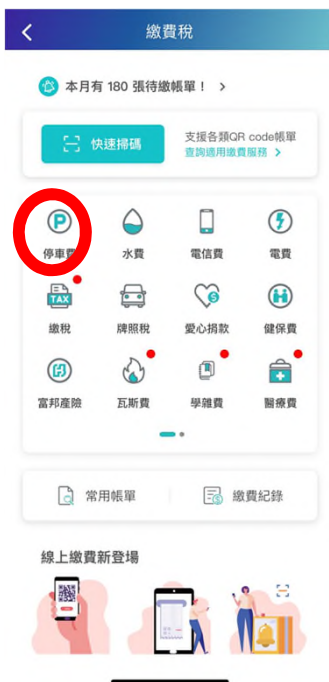 繳費稅
本月有 180 張待繳帳單！ >
快速掃碼
支援各類QR code帳單
查詢適用繳費服務 >
P
停車費 水費 電信費 電費
TAX
繳稅 牌照稅 愛心捐款 健保費
富邦產險 瓦斯費 學雜費 醫療費
常用帳單 繳費紀錄
線上繳費新登場